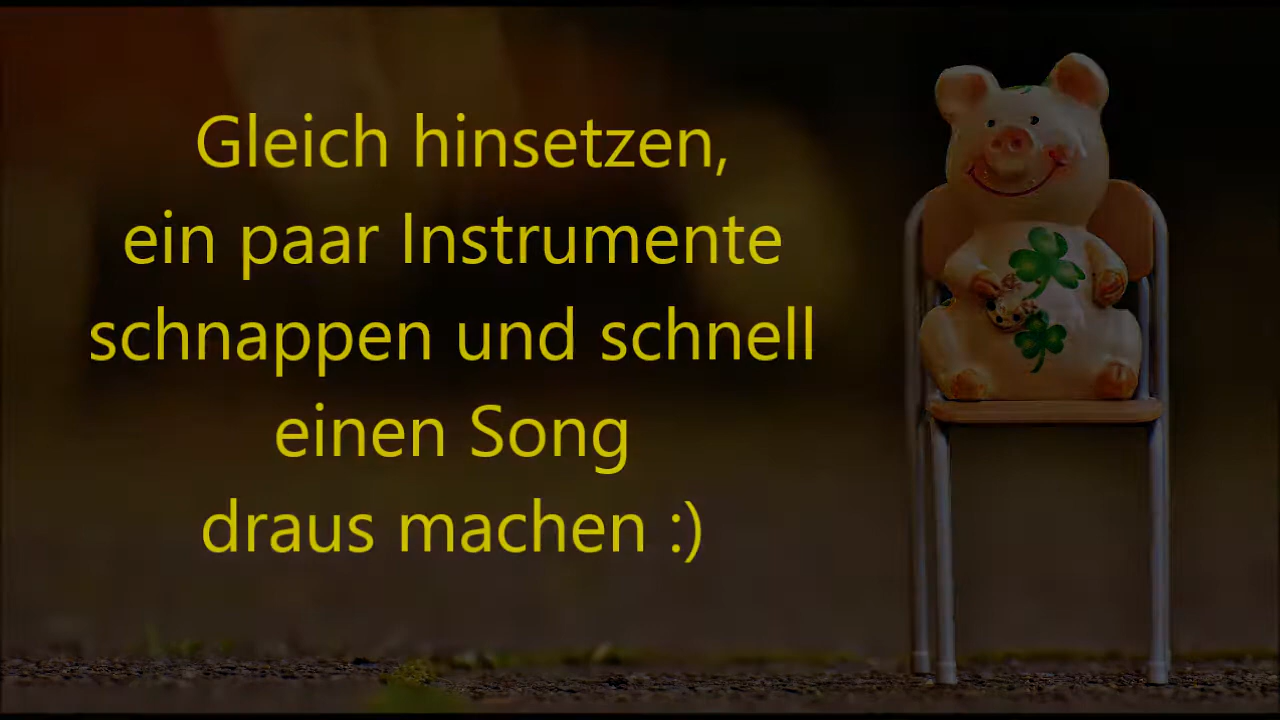 Gleich hinsetzen,
ein paar Instrumente
schnappen und schnell
einen Song
draus machen :)